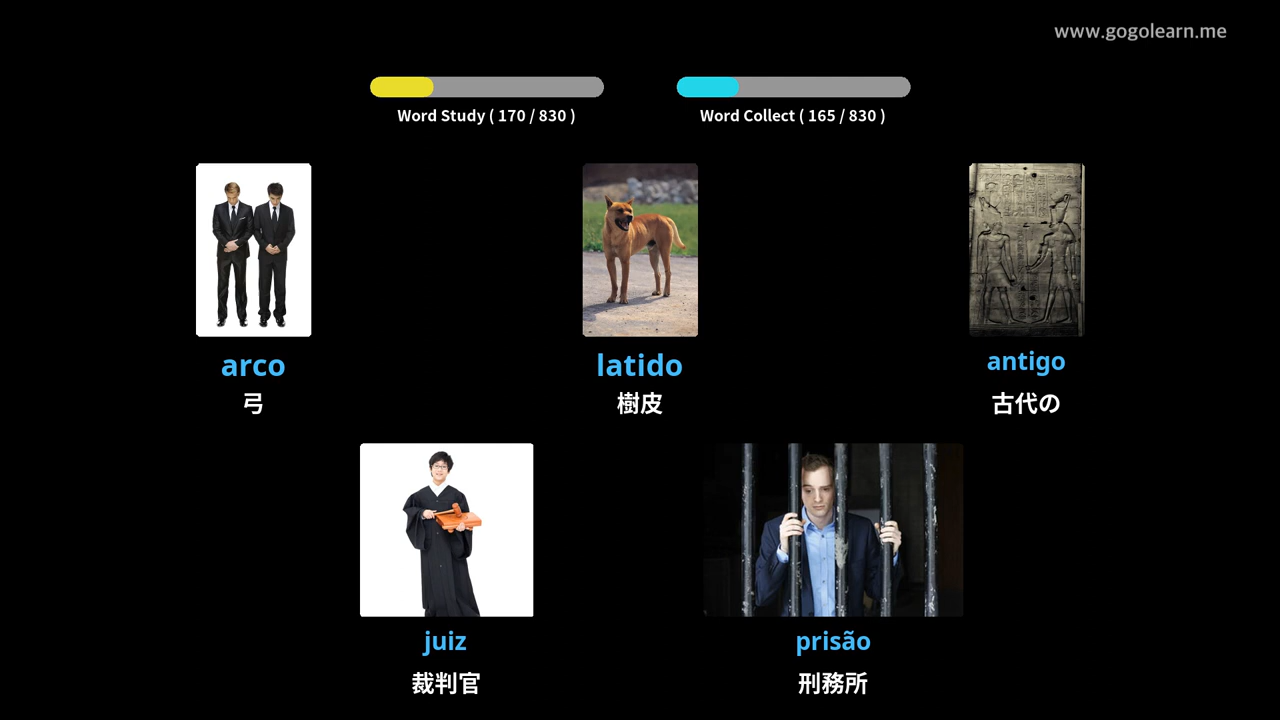 www.gogolearn.me
Word Study ( 170 / 830 )
Word Collect ( 165 / 830 )
arco
latido
antigo
弓
樹皮
古代の
juiz
prisão
裁判官
刑務所